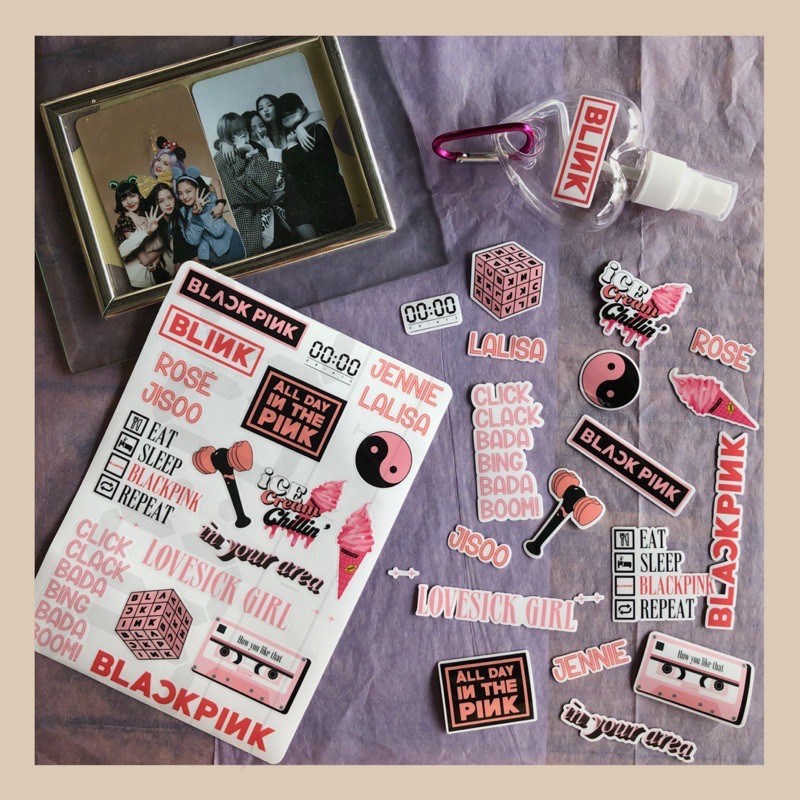 BLINK
BLACKPINK
BLINK
00:00
ROSÉ
JISOO
JENNIE
LALISA
ALL DAY
IN THE
PINK
EAT
SLEEP
BLACKPINK
REPEAT
iCE
Cream
Chillin'
in your area
CLICK
CLACK
BADA
BING
BADA
BOOM!
LOVESICK GIRL
How you like that
BLACKPINK
00:00
LALISA
iCE
Cream
Chillin'
ROSÉ
CLICK
CLACK
BADA
BING
BADA
BOOM!
BLACKPINK
BLACKPINK
JISOO
EAT
SLEEP
BLACKPINK
REPEAT
LOVESICK GIRL
ALL DAY
IN THE
PINK
JENNIE
How you like that
in your area